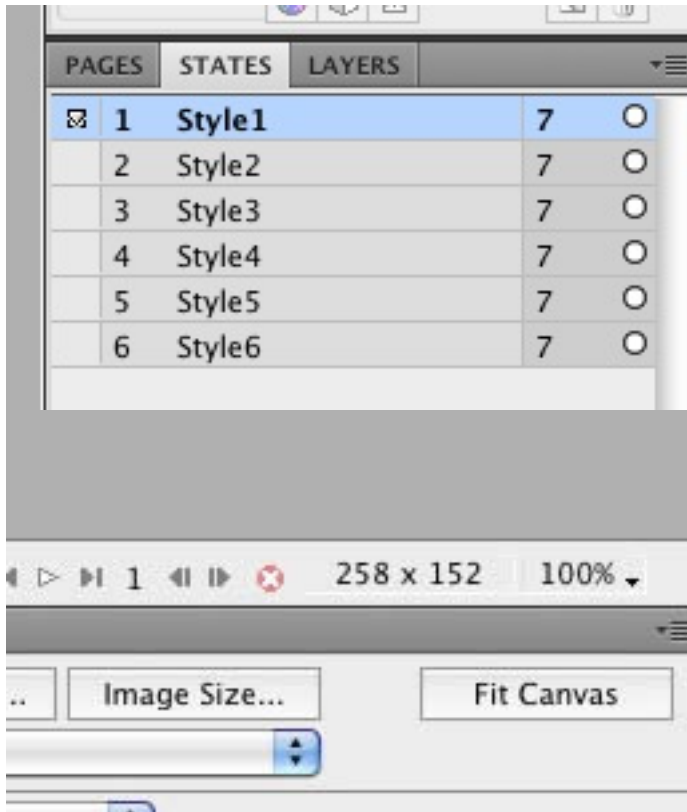 PAGES STATES LAYERS
1 Style1 7
2 Style2 7
3 Style3 7
4 Style4 7
5 Style5 7
6 Style6 7
1 258 x 152 100%
.. Image Size... Fit Canvas